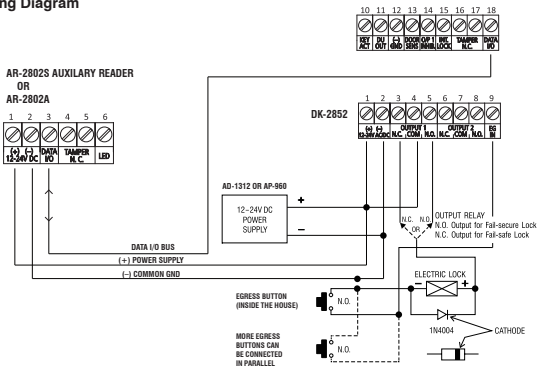 ng Diagram
10 11 12 13 14 15 16 17 18
KEY ACT DU OUT (–) GND DOOR SENS O/P 1 INHIB. INT. LOCK TAMPER N.C. DATA I/O
AR-2802S AUXILARY READER
OR
AR-2802A
1 2 3 4 5 6
(+) (–) 12-24V DC DATA I/O TAMPER N. C. LED
DK-2852
1 2 3 4 5 6 7 8 9
(+) (–) 12-24V AC/DC OUTPUT 1 N.C. COM N.O. OUTPUT 2 N.C. COM N.O. EG IN
AD-1312 OR AP-960
12–24V DC
POWER
SUPPLY
+
–
N.C. N.O.
OR
OUTPUT RELAY
N.O. Output for Fail-secure Lock
N.C. Output for Fail-safe Lock
DATA I/O BUS
(+) POWER SUPPLY
(–) COMMON GND
ELECTRIC LOCK
– +
EGRESS BUTTON
(INSIDE THE HOUSE)
N.O.
1N4004
CATHODE
MORE EGRESS
BUTTONS CAN
BE CONNECTED
IN PARALLEL
N.O.